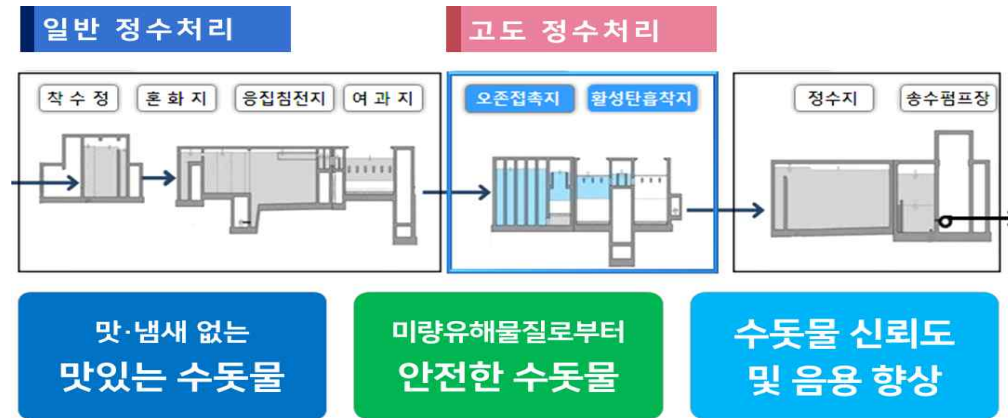 일반 정수처리
고도 정수처리
착 수 정
혼 화 지
응집침전지
여 과 지
오존접촉지
활성탄흡착지
정수지
송수펌프장
맛·냄새 없는
맛있는 수돗물
미량유해물질로부터
안전한 수돗물
수돗물 신뢰도
및 음용 향상